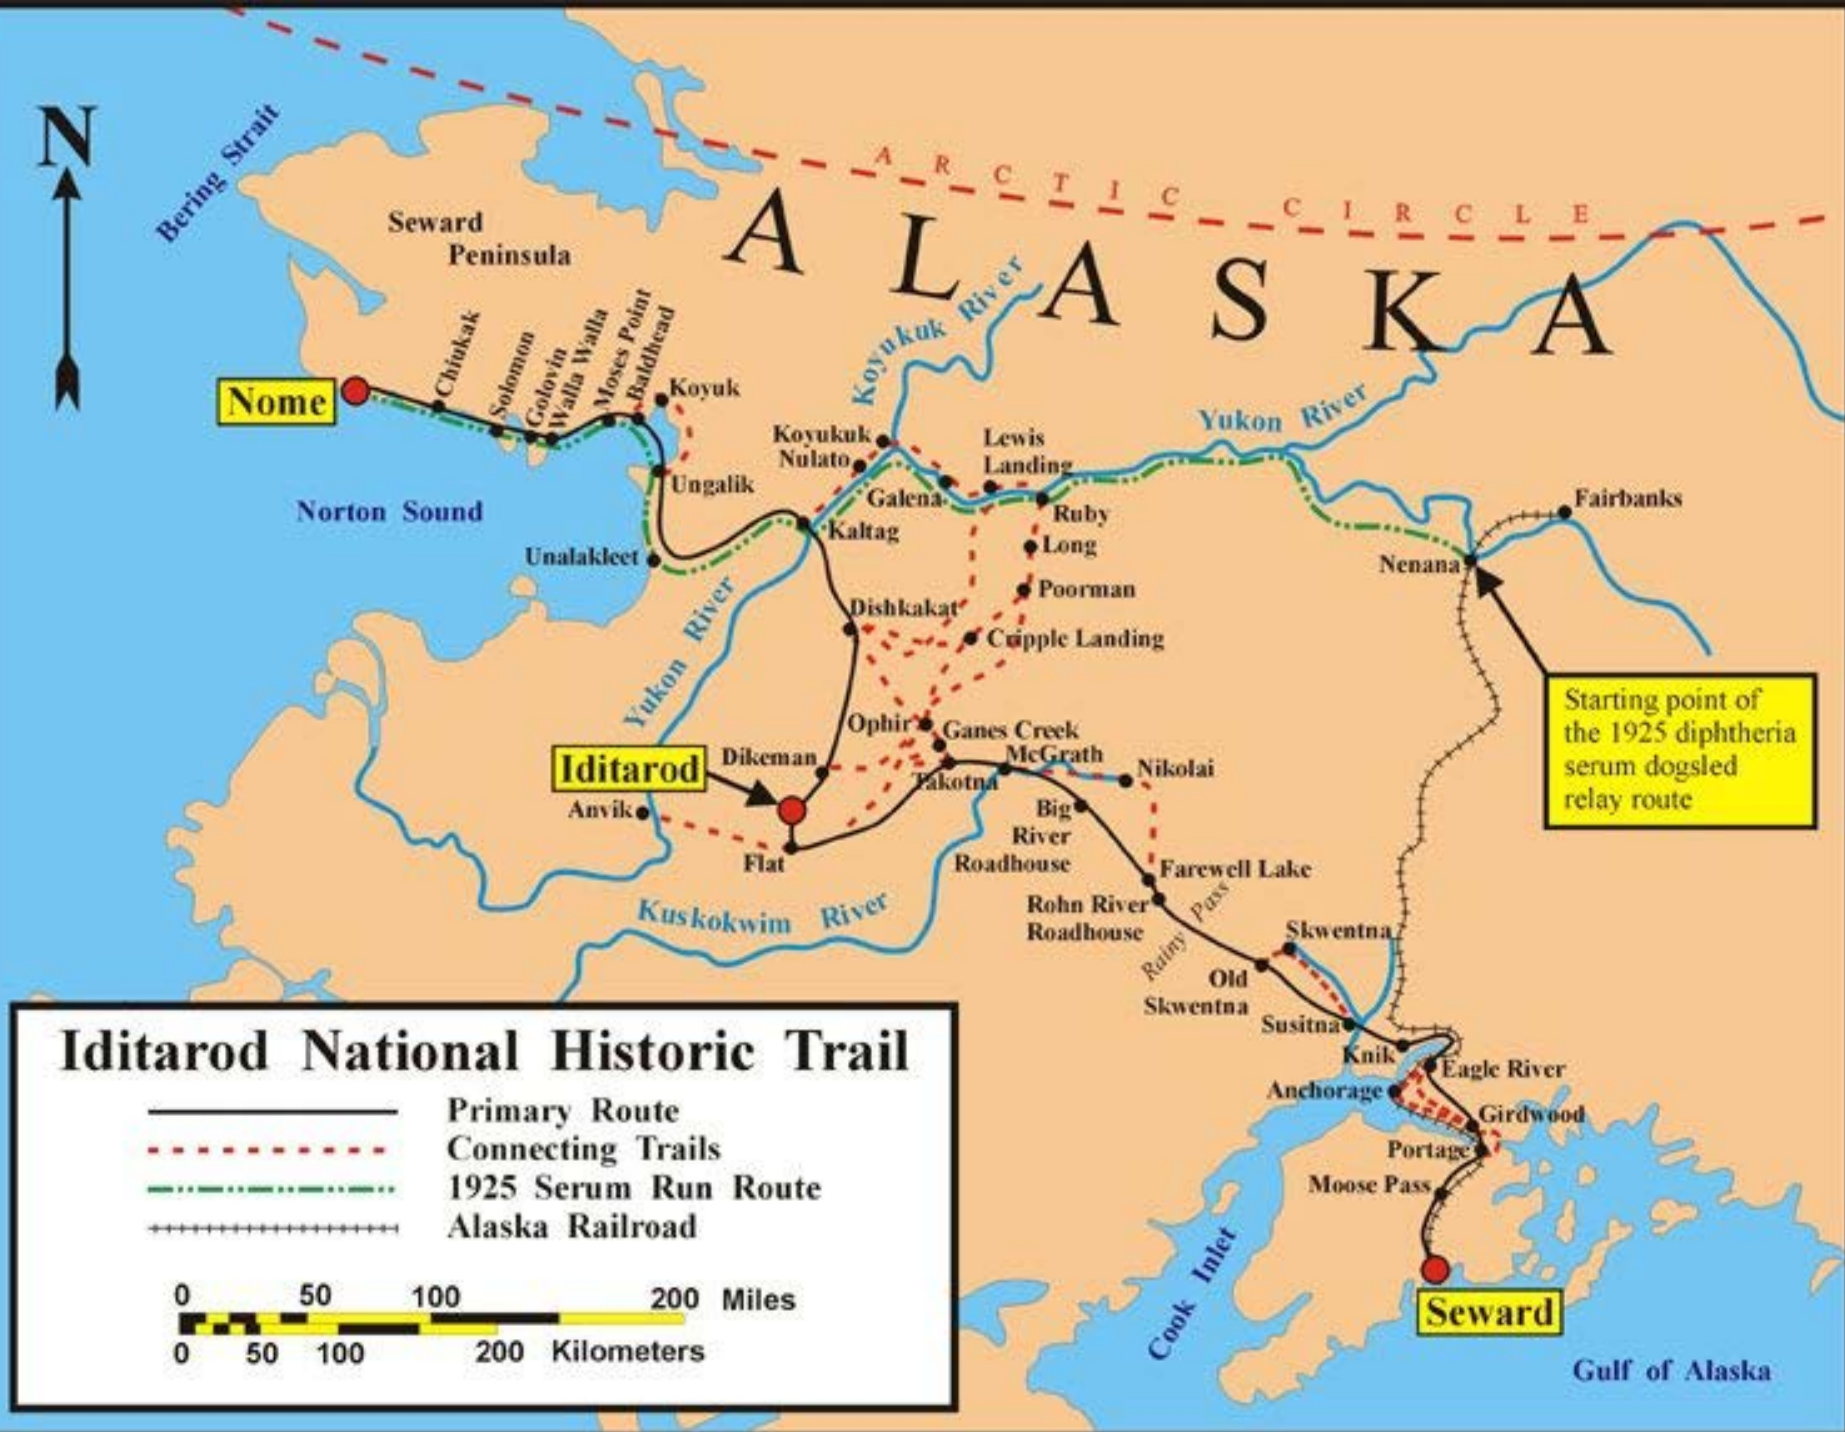 N
Bering Strait
ARCTIC CIRCLE
ALASKA
Seward
Peninsula
Koyukuk River
Chiukak
Solomon
Golovin
Walla Walla
Moses Point
Baldhead
Koyuk
Nome
Yukon River
Koyukuk
Nulato
Lewis
Landing
Ungalik
Galena
Norton Sound
Ruby
Fairbanks
Kaltag
Long
Unalakleet
Nenana
Poorman
Dishkakat
Cripple Landing
Yukon River
Starting point of
the 1925 diphtheria
serum dogsled
relay route
Ophir
Ganes Creek
Dikeman
McGrath
Iditarod
Takotna
Nikolai
Anvik
Big
River
Roadhouse
Flat
Farewell Lake
Kuskokwim River
Rohn River
Roadhouse
Rainy Pass
Skwentna
Old
Skwentna
Susitna
Knik
Eagle River
Anchorage
Girdwood
Portage
Moose Pass
Cook Inlet
Seward
Gulf of Alaska
Iditarod National Historic Trail
Primary Route
Connecting Trails
1925 Serum Run Route
Alaska Railroad
0 50 100 200 Miles
0 50 100 200 Kilometers